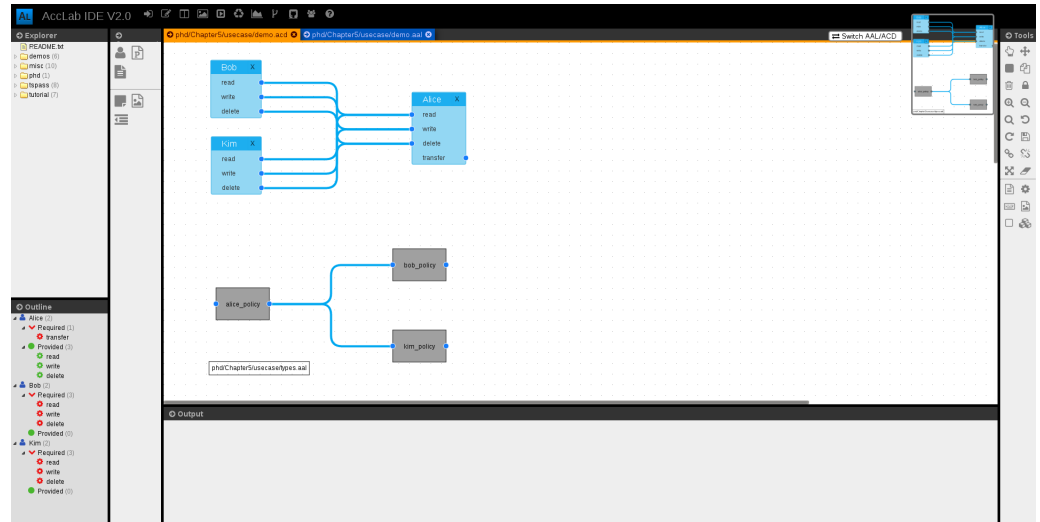 AL AccLab IDE V2.0
Explorer
README.txt
demos (6)
misc (10)
phd (1)
tspass (8)
tutorial (7)
phd/Chapter5/usecase/demo.acd
phd/Chapter5/usecase/demo.aal
Switch AAL/ACD
Tools
Bob X
read
write
delete
Kim X
read
write
delete
Alice X
read
write
delete
transfer
alice_policy
bob_policy
kim_policy
phd/Chapter5/usecase/types.aal
Outline
Alice (2)
Required (1)
transfer
Provided (3)
read
write
delete
Bob (2)
Required (3)
read
write
delete
Provided (0)
Kim (2)
Required (3)
read
write
delete
Provided (0)
Output